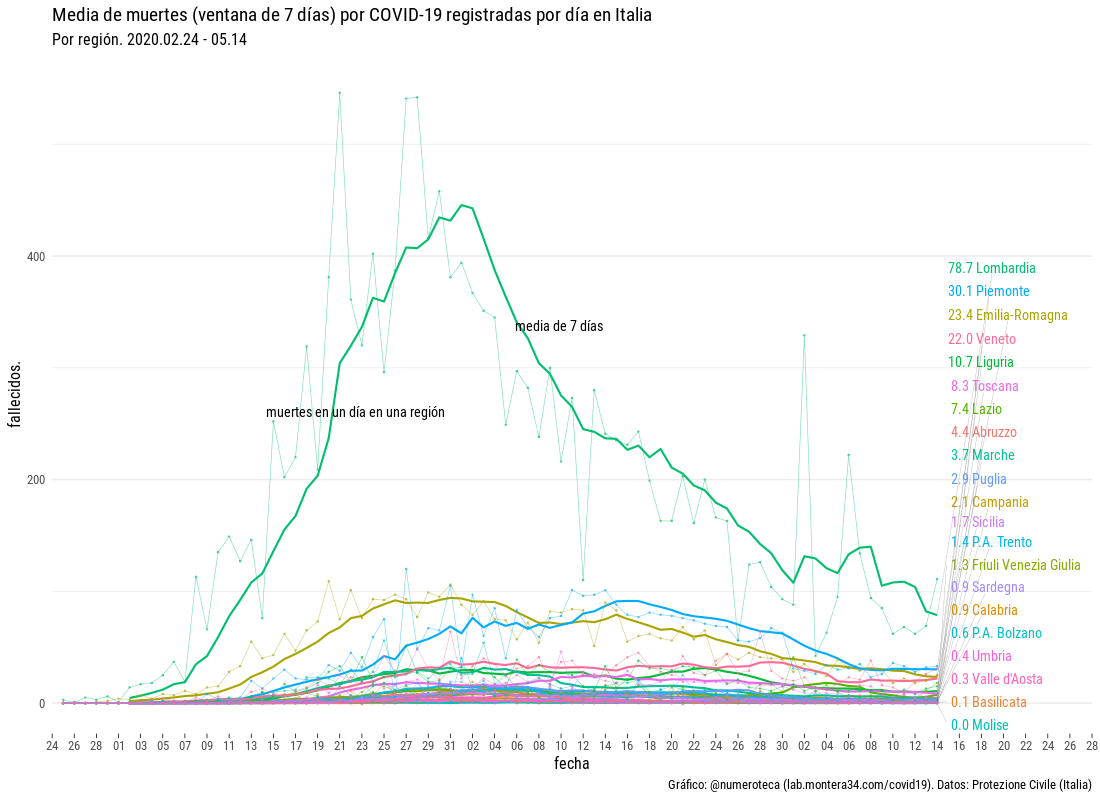 Media de muertes (ventana de 7 días) por COVID-19 registradas por día en Italia
Por región. 2020.02.24 - 05.14
fallecidos.
400
200
0
media de 7 días
muertes en un día en una región
78.7 Lombardia
30.1 Piemonte
23.4 Emilia-Romagna
22.0 Veneto
10.7 Liguria
8.3 Toscana
7.4 Lazio
4.4 Abruzzo
3.7 Marche
2.9 Puglia
2.1 Campania
1.7 Sicilia
1.4 P.A. Trento
1.3 Friuli Venezia Giulia
0.9 Sardegna
0.9 Calabria
0.6 P.A. Bolzano
0.4 Umbria
0.3 Valle d'Aosta
0.1 Basilicata
0.0 Molise
24 26 28 01 03 05 07 09 11 13 15 17 19 21 23 25 27 29 31 02 04 06 08 10 12 14 16 18 20 22 24 26 28 30 02 04 06 08 10 12 14 16 18 20 22 24 26 28
fecha
Gráfico: @numeroteca (lab.montera34.com/covid19). Datos: Protezione Civile (Italia)